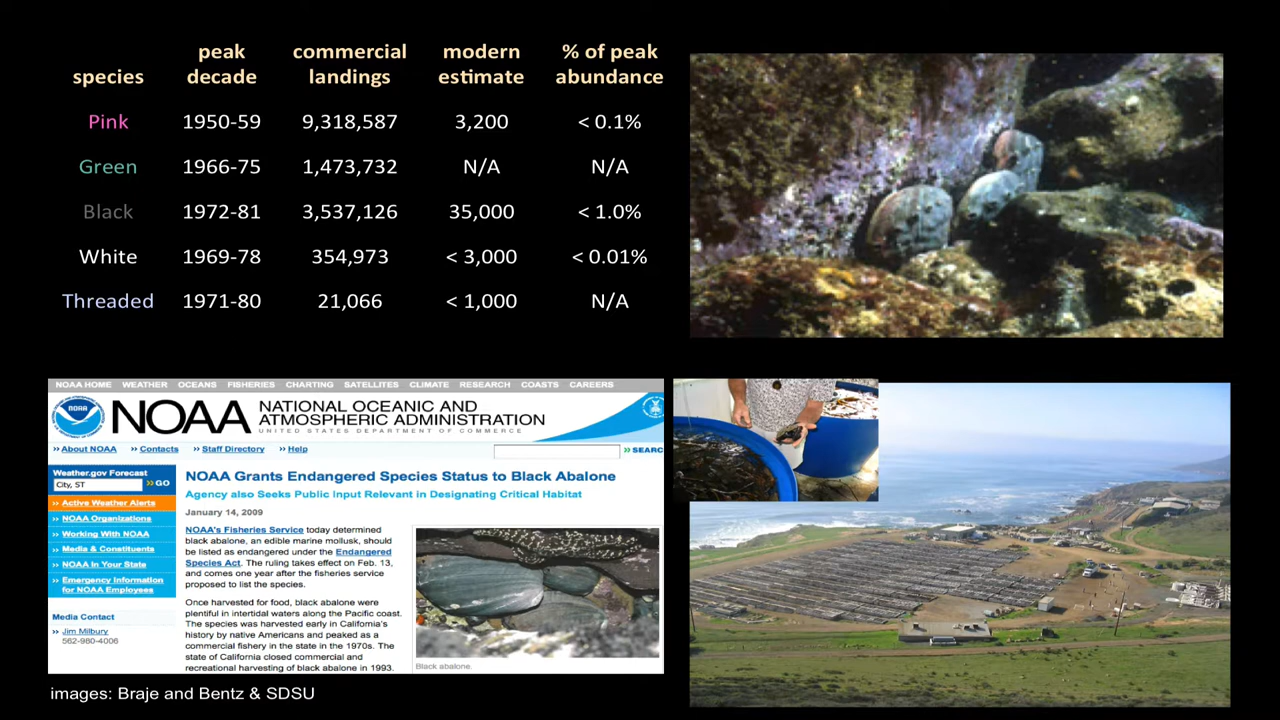 species peak decade commercial landings modern estimate % of peak abundance
Pink 1950-59 9,318,587 3,200 < 0.1%
Green 1966-75 1,473,732 N/A N/A
Black 1972-81 3,537,126 35,000 < 1.0%
White 1969-78 354,973 < 3,000 < 0.01%
Threaded 1971-80 21,066 < 1,000 N/A
NOAA HOME WEATHER OCEANS FISHERIES CHARTING SATELLITES CLIMATE RESEARCH COASTS CAREERS
NOAA
NOAA
NATIONAL OCEANIC AND
ATMOSPHERIC ADMINISTRATION
UNITED STATES DEPARTMENT OF COMMERCE
›› About NOAA ›› Contacts ›› Staff Directory ›› Help
›› SEARC
Weather.gov Forecast
City, ST ›› GO
›› Active Weather Alerts
›› NOAA Organizations
›› Working With NOAA
›› Media & Constituents
›› NOAA In Your State
›› Emergency Information
for NOAA Employees
Media Contact
›› Jim Milbury
562-980-4006
NOAA Grants Endangered Species Status to Black Abalone
Agency also Seeks Public Input Relevant in Designating Critical Habitat
January 14, 2009
NOAA's Fisheries Service today determined
black abalone, an edible marine mollusk, should
be listed as endangered under the Endangered
Species Act. The ruling takes effect on Feb. 13,
and comes one year after the fisheries service
proposed to list the species.
Once harvested for food, black abalone were
plentiful in intertidal waters along the Pacific coast.
The species was harvested early in California's
history by native Americans and peaked as a
commercial fishery in the state in the 1970s. The
state of California closed commercial and
recreational harvesting of black abalone in 1993.
Black abalone.
images: Braje and Bentz & SDSU